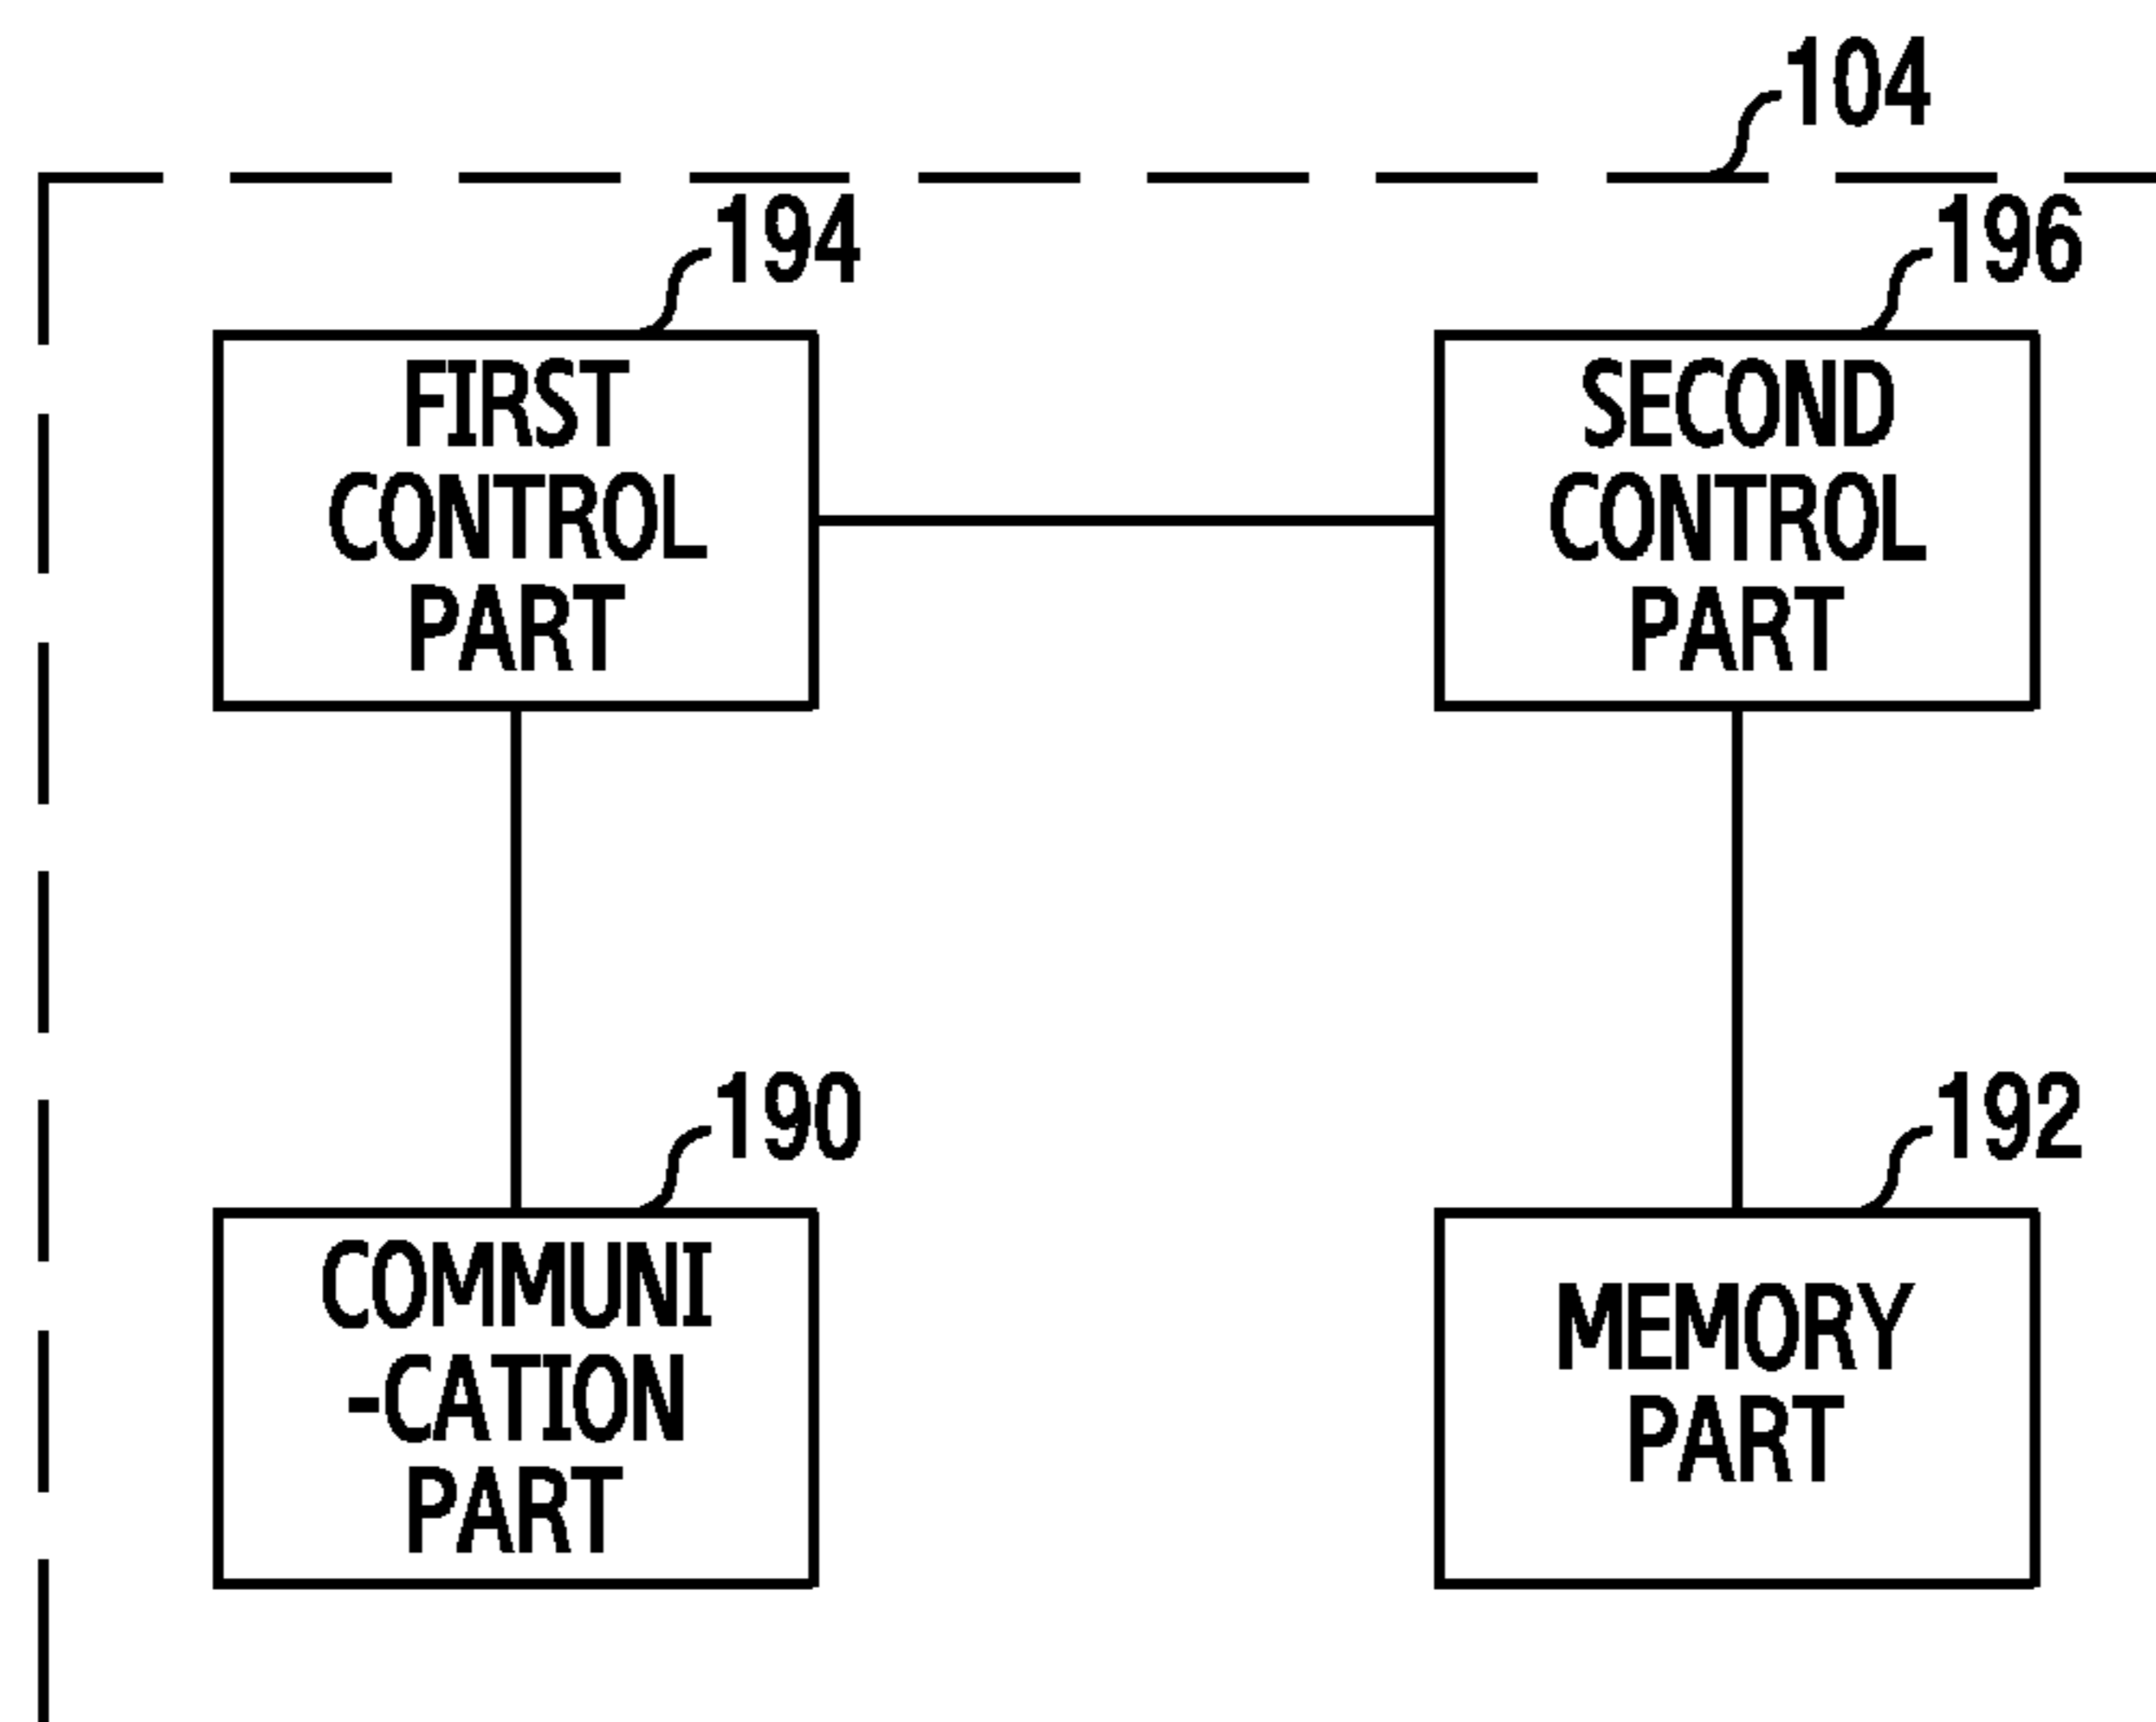 104
194
196
FIRST
CONTROL
PART
SECOND
CONTROL
PART
190
192
COMMUNI
-CATION
PART
MEMORY
PART